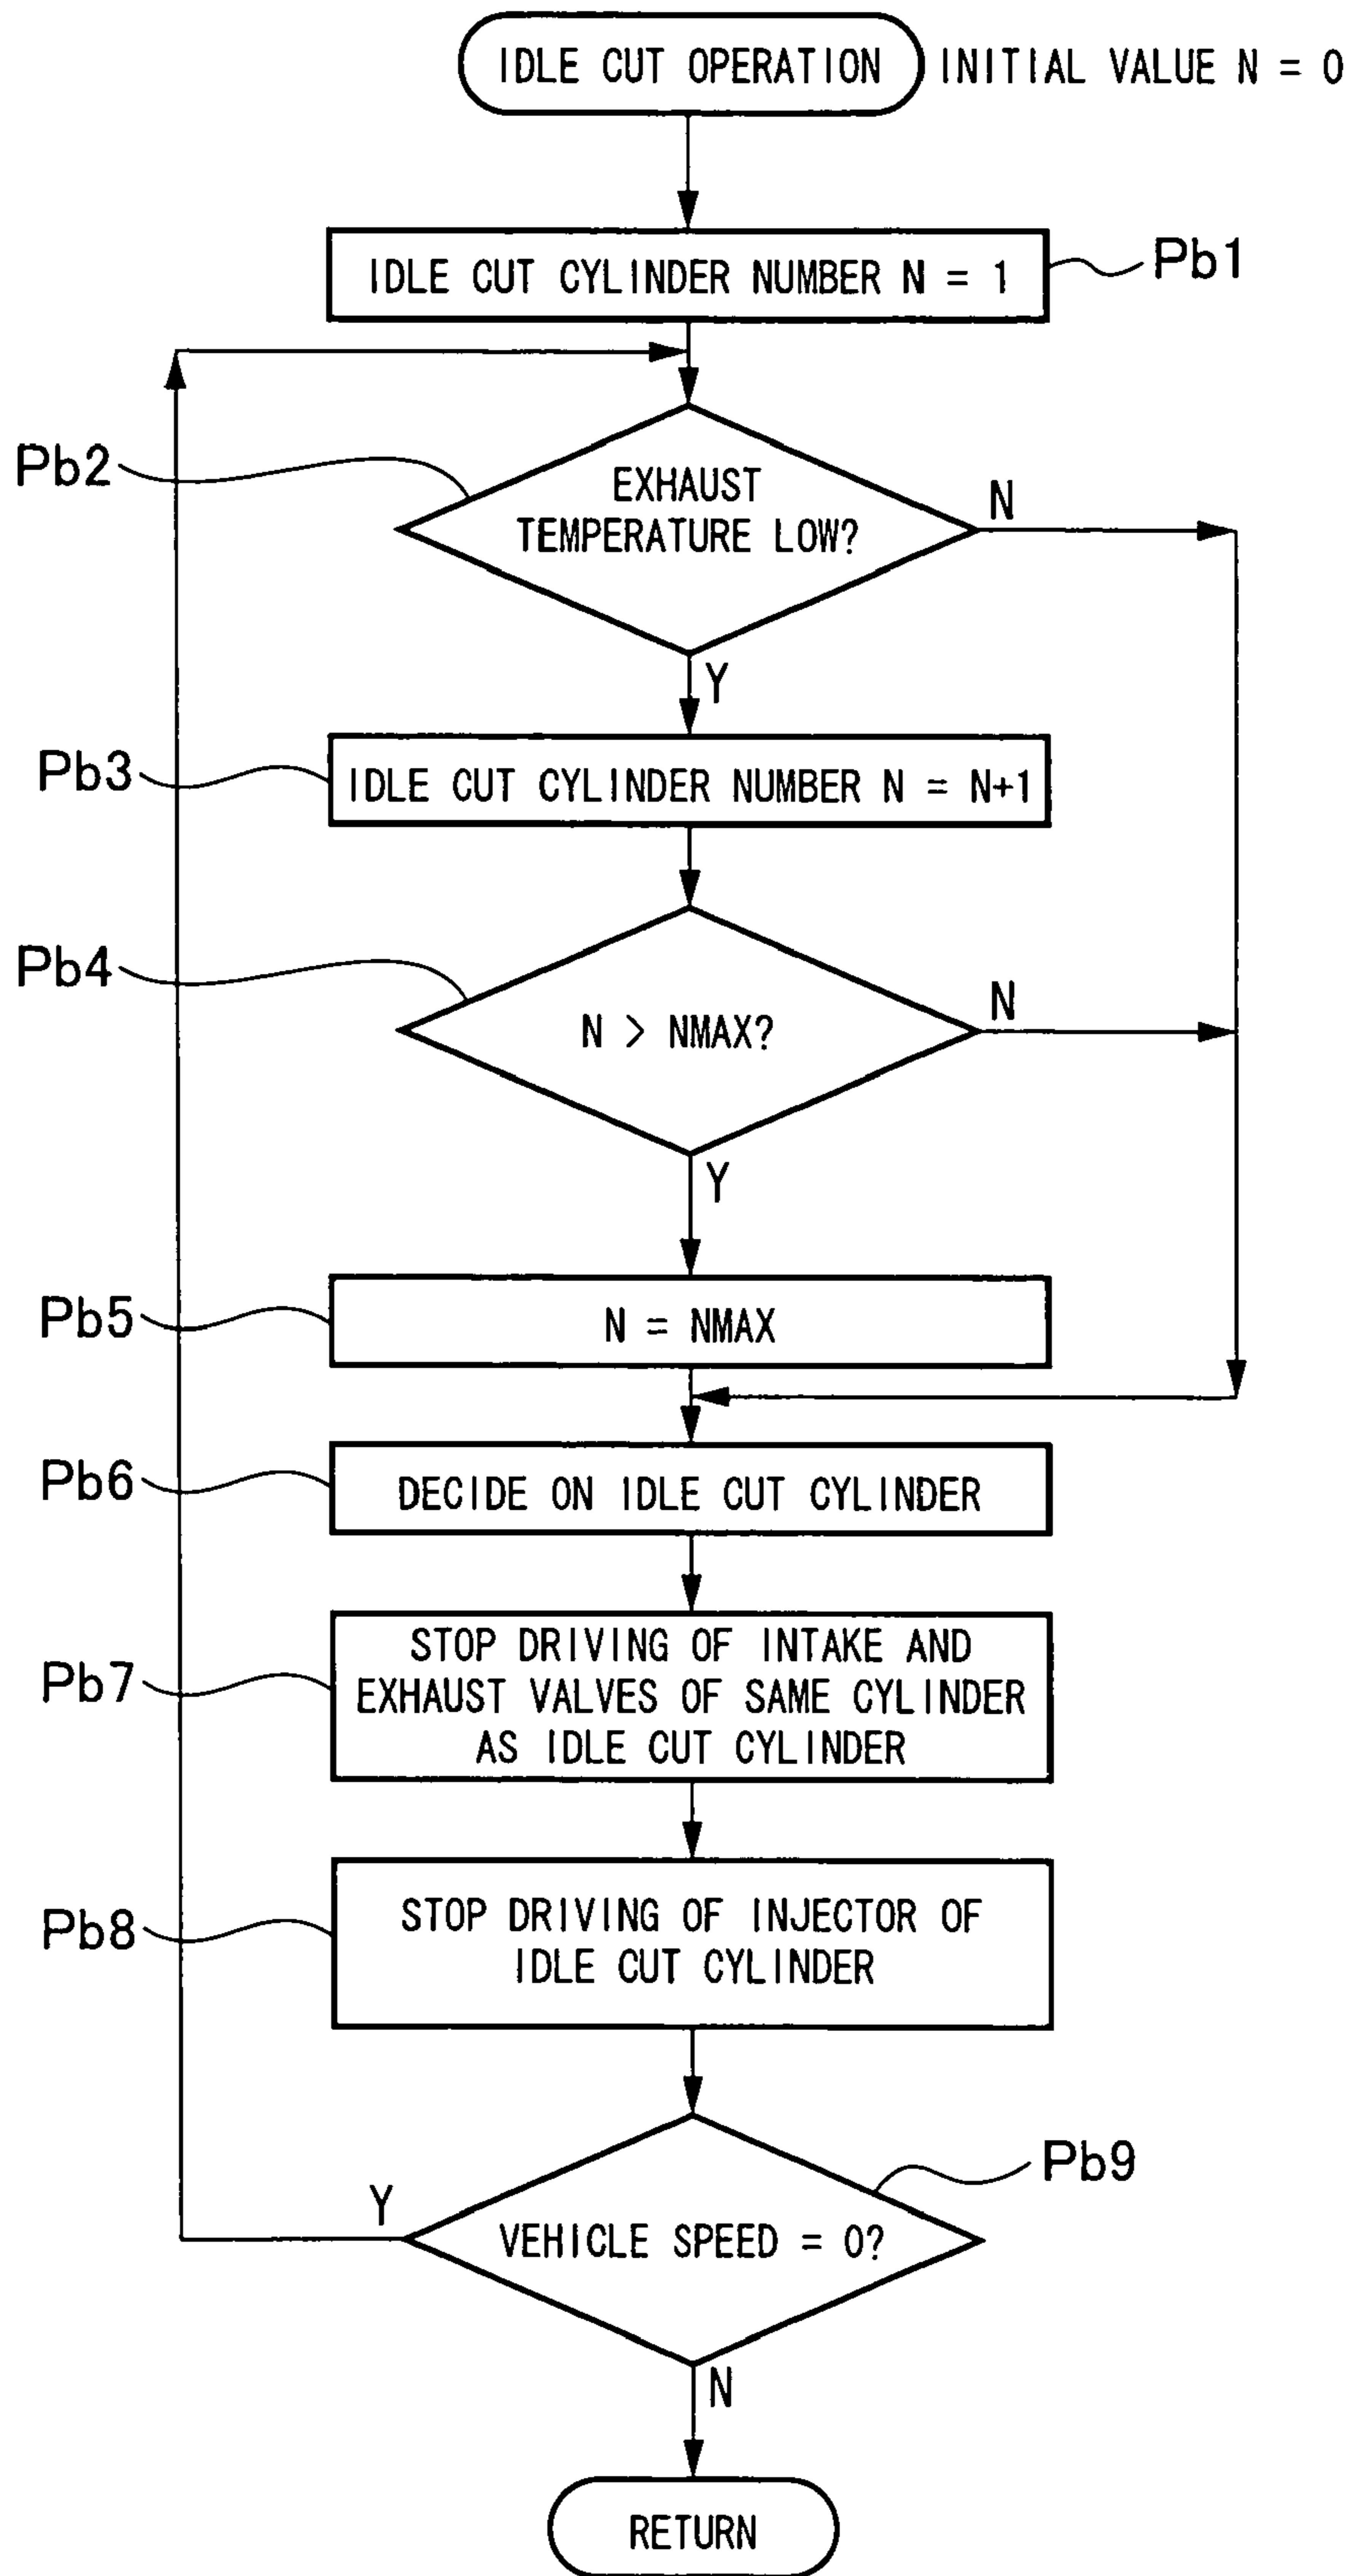 IDLE CUT OPERATION
INITIAL VALUE N = 0
IDLE CUT CYLINDER NUMBER N = 1
Pb1
Pb2
EXHAUST
TEMPERATURE LOW?
N
Y
Pb3
IDLE CUT CYLINDER NUMBER N = N+1
Pb4
N > NMAX?
N
Y
Pb5
N = NMAX
Pb6
DECIDE ON IDLE CUT CYLINDER
Pb7
STOP DRIVING OF INTAKE AND
EXHAUST VALVES OF SAME CYLINDER
AS IDLE CUT CYLINDER
Pb8
STOP DRIVING OF INJECTOR OF
IDLE CUT CYLINDER
Pb9
Y
VEHICLE SPEED = 0?
N
RETURN